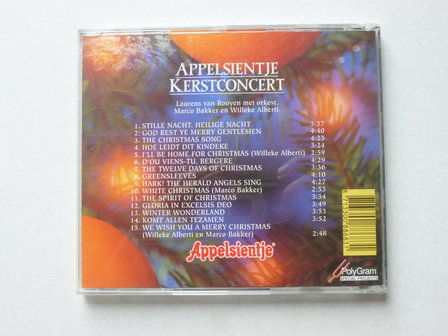 APPELSIENTJE
KERSTCONCERT
Laurens van Rooyen met orkest,
Marco Bakker en Willeke Alberti.
1. STILLE NACHT, HEILIGE NACHT 3:37
2. GOD REST YE MERRY GENTLEMEN 4:40
3. THE CHRISTMAS SONG 4:23
4. HOE LEIDT DIT KINDEKE 3:24
5. I'LL BE HOME FOR CHRISTMAS (Willeke Alberti) 2:59
6. D'OU VIENS-TU, BERGERE 4:29
7. THE TWELVE DAYS OF CHRISTMAS 3:36
8. GREENSLEEVES 4:10
9. HARK! THE HERALD ANGELS SING 4:27
10. WHITE CHRISTMAS (Marco Bakker) 2:53
11. THE SPIRIT OF CHRISTMAS 3:34
12. GLORIA IN EXCELSIS DEO 3:49
13. WINTER WONDERLAND 3:53
14. KOMT ALLEN TEZAMEN 3:52
15. WE WISH YOU A MERRY CHRISTMAS
(Willeke Alberti en Marco Bakker) 2:48
Appelsientje®
PolyGram
SPECIAL PROJECTS